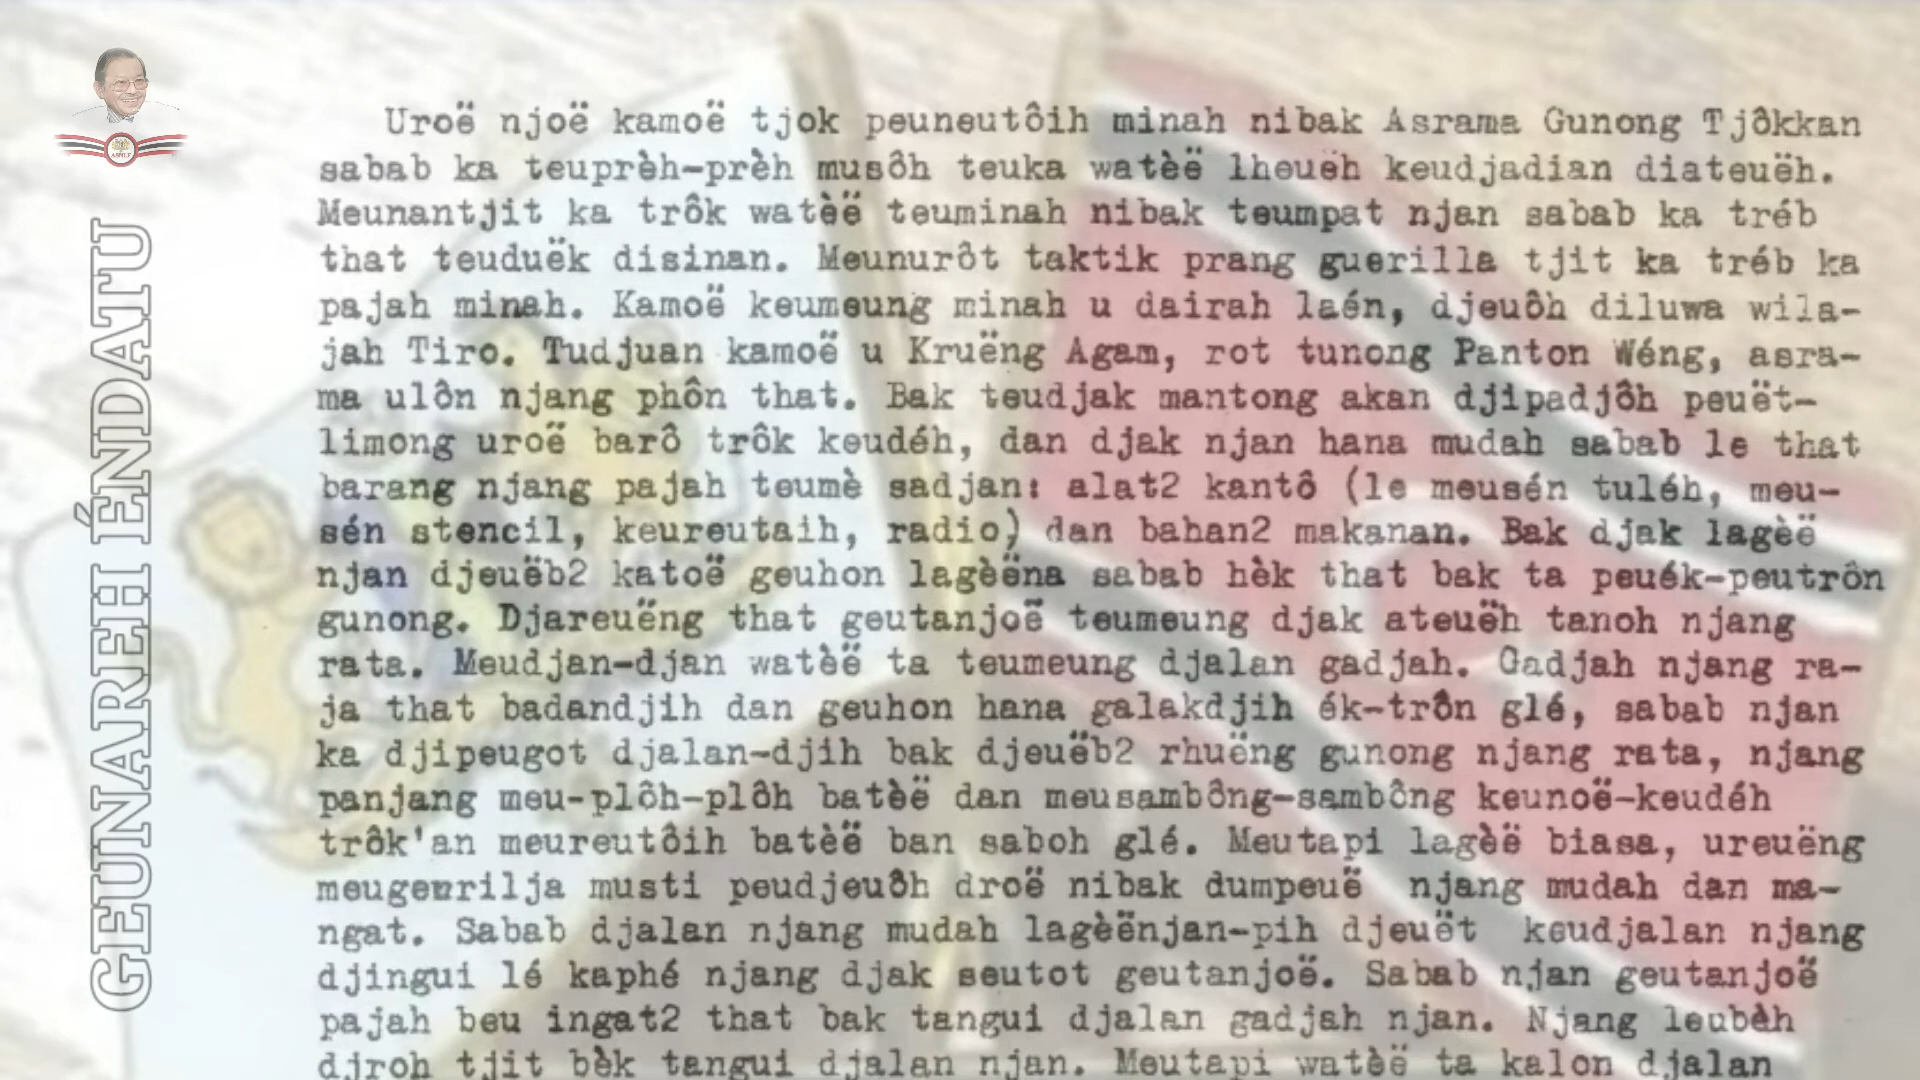 GEUNAREH ÉNDATU
Uroë njoë kamoë tjok peuneutôih minah nibak Asrama Gunong Tjôkkan
sabab ka teuprèh-prèh musôh teuka watèë lheuëh keudjadian diateuëh.
Meunantjit ka trôk watèë teuminah nibak teumpat njan sabab ka tréb
that teuduëk disinan. Meunurôt taktik prang guerilla tjit ka tréb ka
pajah minah. Kamoë keumeung minah u dairah laén, djeuôh diluwa wila-
jah Tiro. Tudjuan kamoë u Kruëng Agam, rot tunong Panton Wéng, asra-
ma ulôn njang phôn that. Bak teudjak mantong akan djipadjôh peuët-
limong uroë barô trôk keudéh, dan djak njan hana mudah sabab le that
barang njang pajah teumè sadjan: alat2 kantô (le meusén tuléh, meu-
sén stencil, keureutaih, radio) dan bahan2 makanan. Bak djak lagèë
njan djeuëb2 katoë geuhon lagèëna sabab hèk that bak ta peuék-peutrôn
gunong. Djareuëng that geutanjoë teumeung djak ateuëh tanoh njang
rata. Meudjan-djan watèë ta teumeung djalan gadjah. Gadjah njang ra-
ja that badandjih dan geuhon hana galakdjih ék-trôn glé, sabab njan
ka djipeugot djalan-djih bak djeuëb2 rhuëng gunong njang rata, njang
panjang meu-plôh-plôh batèë dan meusambông-sambông keunoë-keudéh
trôk'an meureutôih batèë ban saboh glé. Meutapi lagèë biasa, ureuëng
meugeurilja musti peudjeuôh droë nibak dumpeuë njang mudah dan ma-
ngat. Sabab djalan njang mudah lagèënjan-pih djeuët keudjalan njang
djingui lé kaphé njang djak seutot geutanjoë. Sabab njan geutanjoë
pajah beu ingat2 that bak tangui djalan gadjah njan. Njang leubèh
djroh tjit bèk tangui djalan njan. Meutapi watèë ta kalon djalan